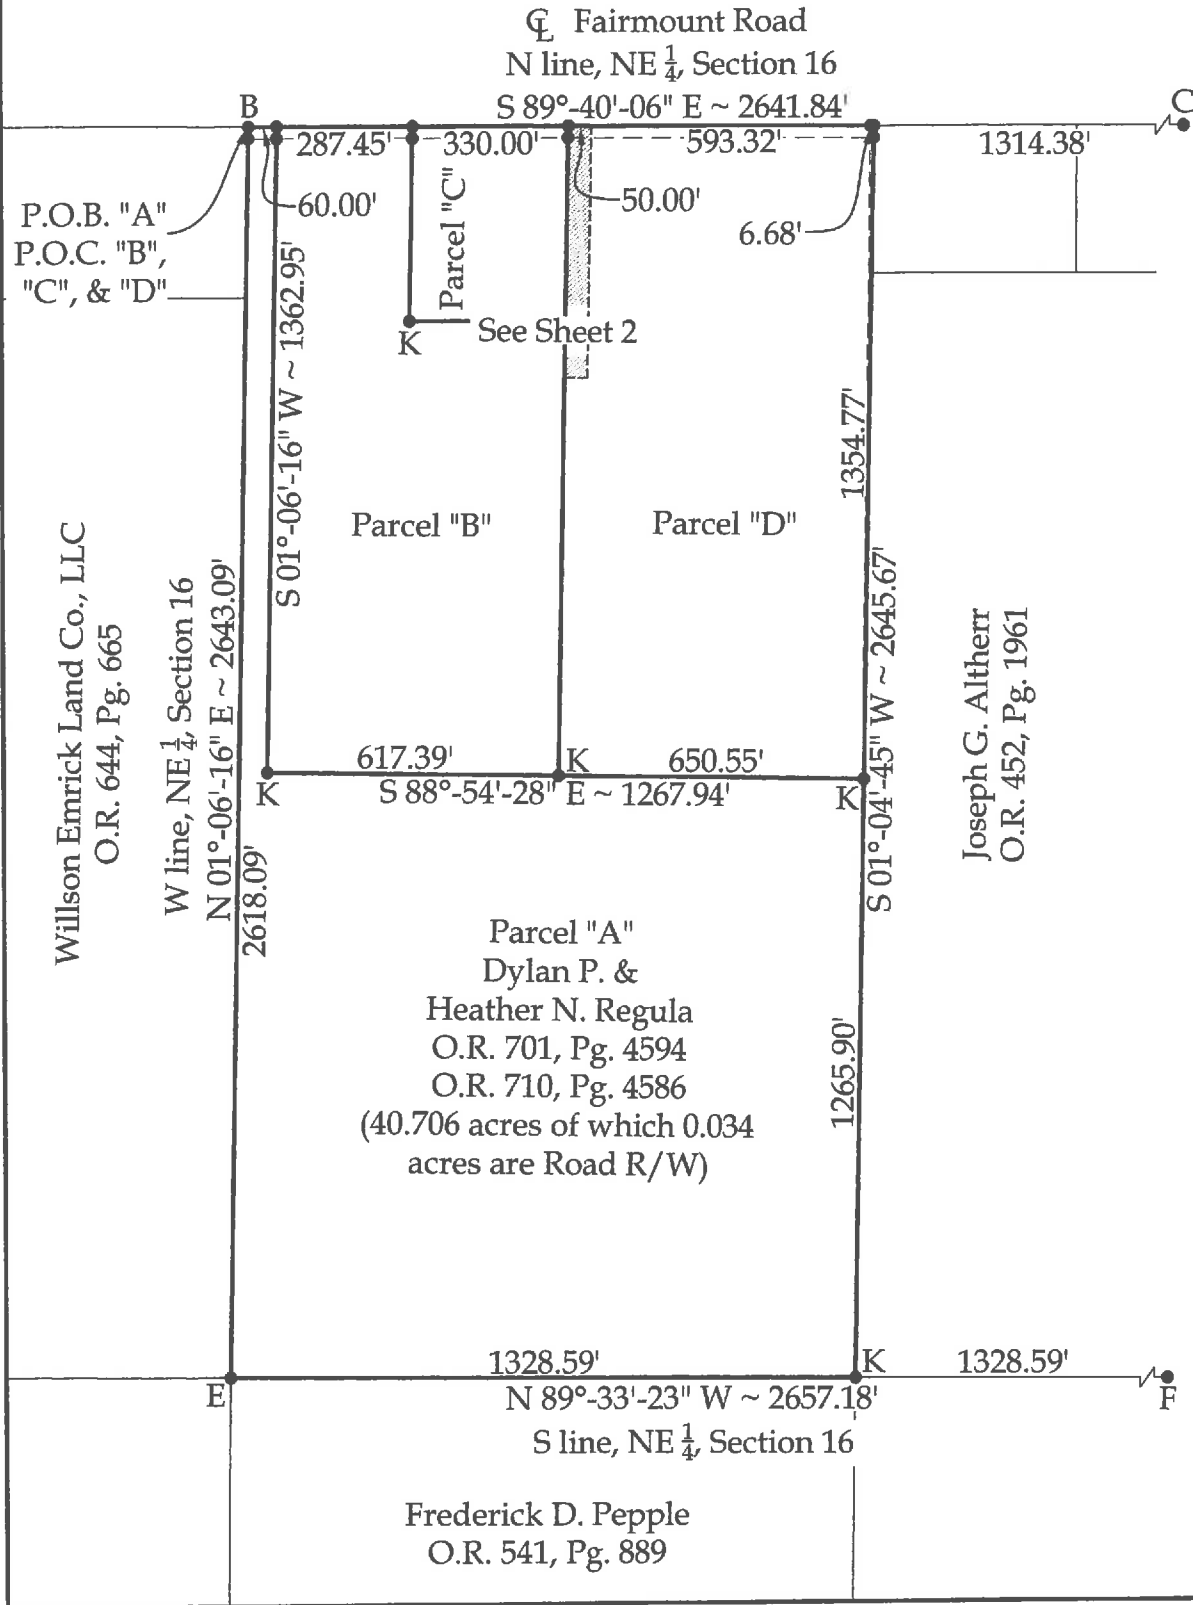 ℄ Fairmount Road
N line, NE 1/4, Section 16
S 89°-40'-06" E ~ 2641.84'
B
C
287.45'
330.00'
593.32'
1314.38'
60.00'
50.00'
6.68'
P.O.B. "A"
P.O.C. "B",
"C", & "D"
Parcel "C"
K
See Sheet 2
S 01°-06'-16" W ~ 1362.95'
1354.77'
Parcel "B"
Parcel "D"
Willson Emrick Land Co., LLC
O.R. 644, Pg. 665
W line, NE 1/4, Section 16
N 01°-06'-16" E ~ 2643.09'
2618.09'
S 01°-04'-45" W ~ 2645.67'
Joseph G. Altherr
O.R. 452, Pg. 1961
617.39'
K
650.55'
K
S 88°-54'-28" E ~ 1267.94'
K
Parcel "A"
Dylan P. &
Heather N. Regula
O.R. 701, Pg. 4594
O.R. 710, Pg. 4586
(40.706 acres of which 0.034
acres are Road R/W)
1265.90'
1328.59'
K
1328.59'
E
N 89°-33'-23" W ~ 2657.18'
F
S line, NE 1/4, Section 16
Frederick D. Pepple
O.R. 541, Pg. 889